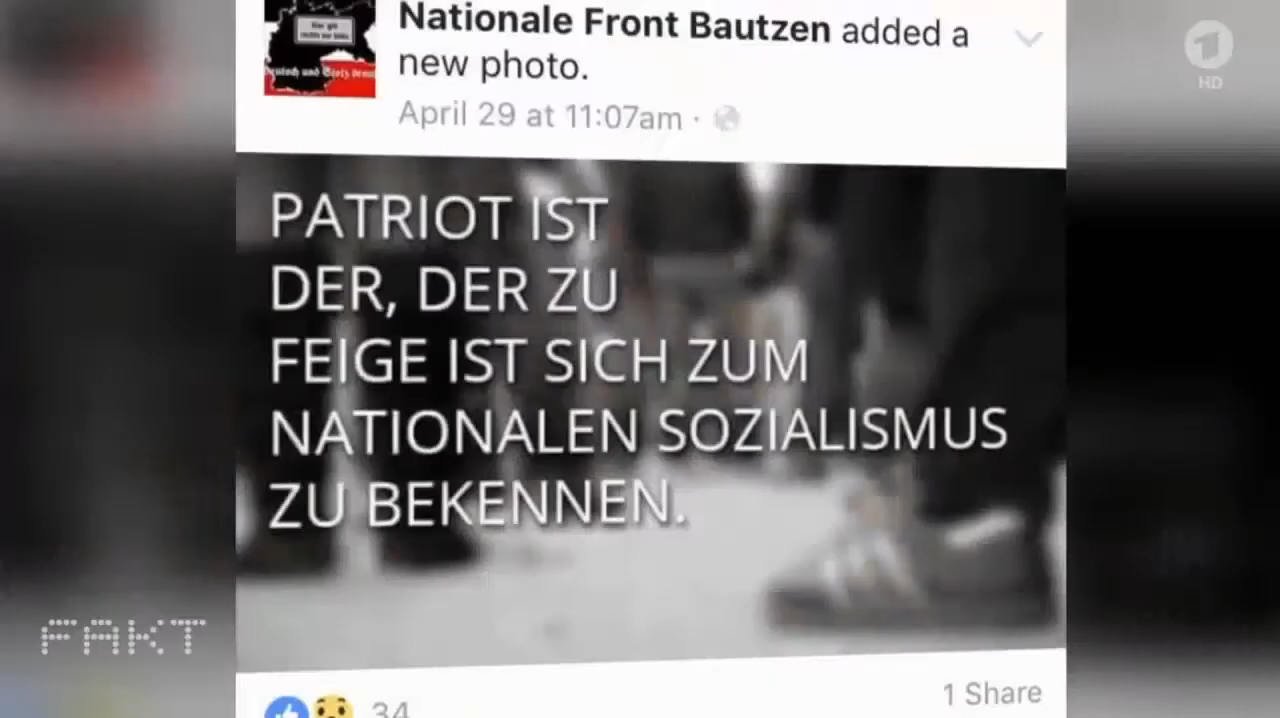 Nationale Front Bautzen added a
new photo.
April 29 at 11:07am
1
HD
PATRIOT IST
DER, DER ZU
FEIGE IST SICH ZUM
NATIONALEN SOZIALISMUS
ZU BEKENNEN.
FAKT
34
1 Share